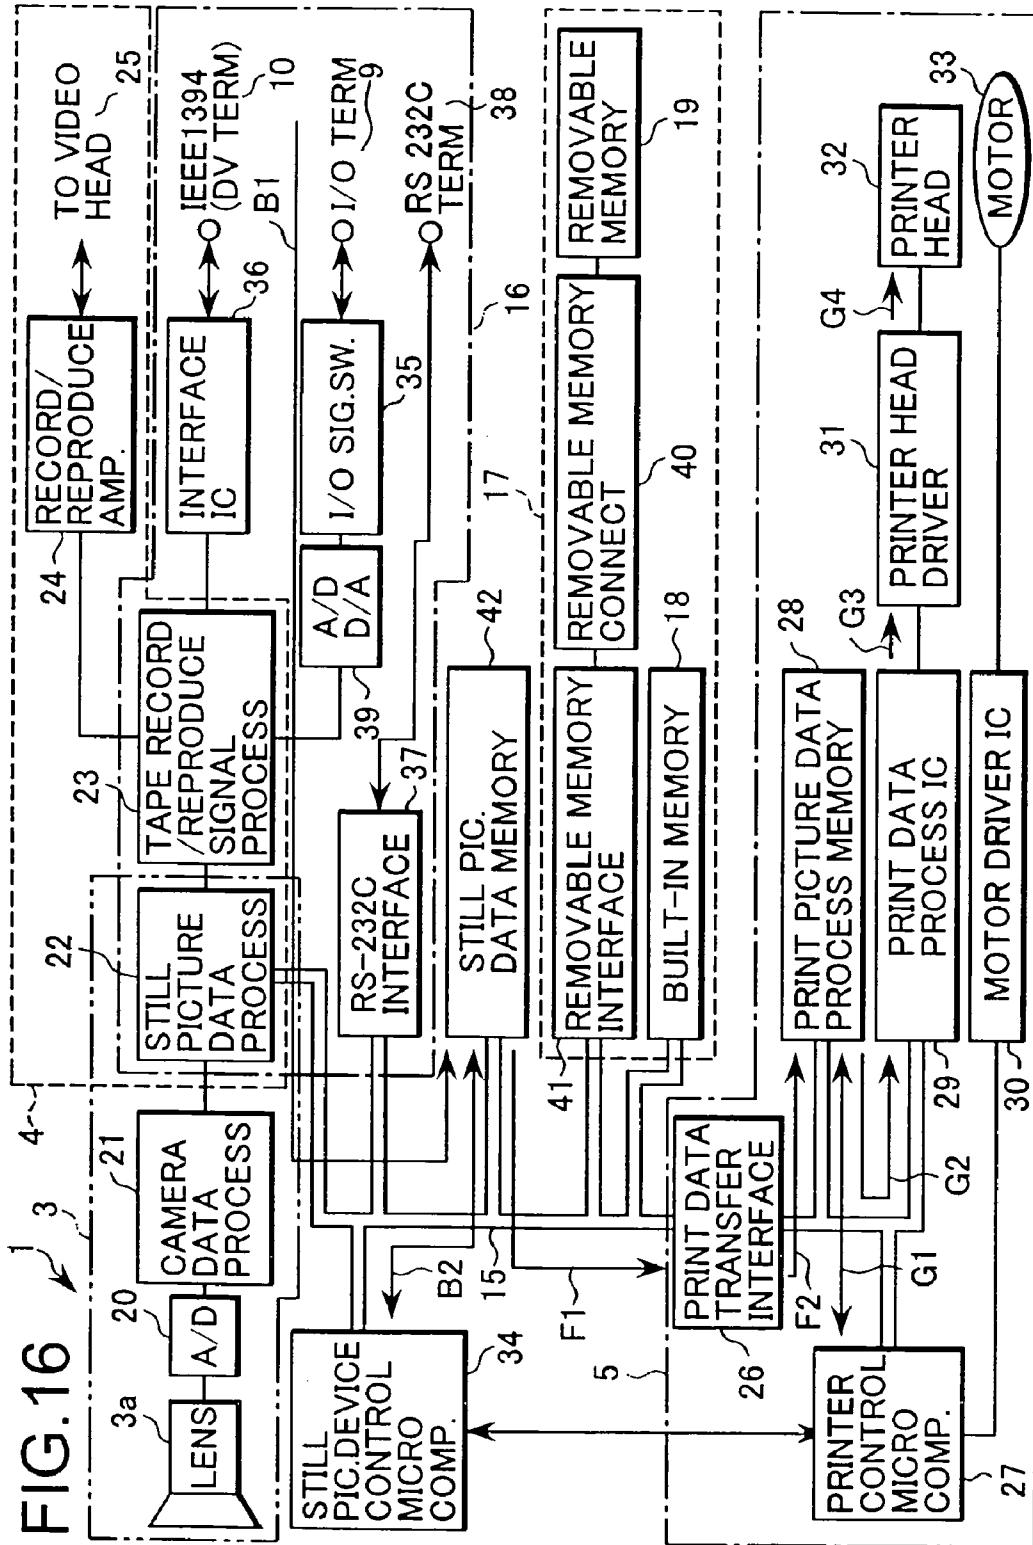 FIG.16
1
3
4
3a
LENS
20
A/D
21
CAMERA
DATA
PROCESS
22
STILL
PICTURE
DATA
PROCESS
23
TAPE RECORD
/REPRODUCE
SIGNAL
PROCESS
24
RECORD/
REPRODUCE
AMP.
TO VIDEO
HEAD
25
INTERFACE
IC
36
IEEE1394
(DV TERM)
10
B1
A/D
D/A
39
I/O SIG.SW.
35
I/O TERM
9
RS 232C
TERM
38
16
RS-232C
INTERFACE
37
STILL
PIC.DEVICE
CONTROL
MICRO
COMP.
34
B2
15
F1
STILL PIC.
DATA MEMORY
42
17
REMOVABLE MEMORY
INTERFACE
41
REMOVABLE MEMORY
CONNECT
40
REMOVABLE
MEMORY
19
BUILT-IN MEMORY
18
5
PRINT DATA
TRANSFER
INTERFACE
26
F2
G1
G2
PRINTER
CONTROL
MICRO
COMP.
27
PRINT PICTURE DATA
PROCESS MEMORY
28
PRINT DATA
PROCESS IC
29
G3
PRINTER HEAD
DRIVER
31
G4
PRINTER
HEAD
32
MOTOR DRIVER IC
30
MOTOR
33